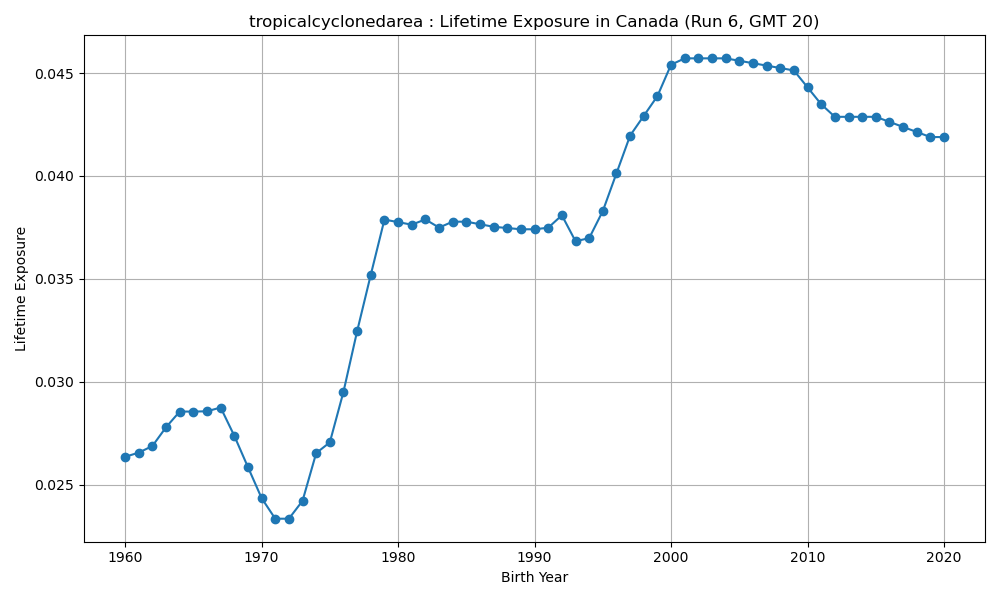 tropicalcyclonedarea : Lifetime Exposure in Canada (Run 6, GMT 20)
0.045
0.040
0.035
0.030
0.025
Lifetime Exposure
1960 1970 1980 1990 2000 2010 2020
Birth Year